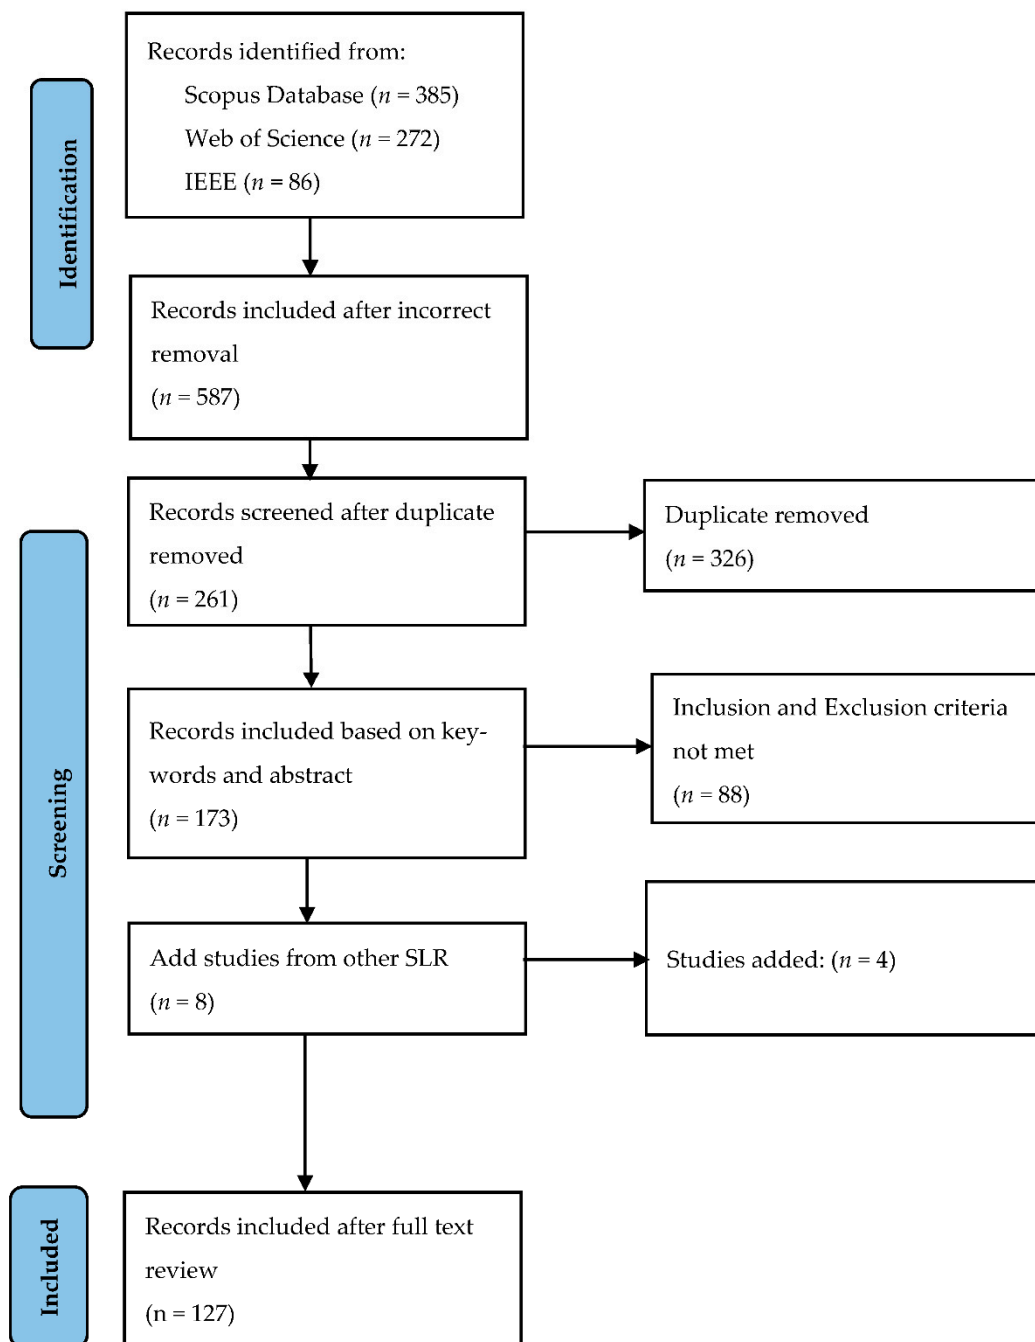 Identification
Records identified from:
Scopus Database (n = 385)
Web of Science (n = 272)
IEEE (n = 86)
Records included after incorrect
removal
(n = 587)
Screening
Records screened after duplicate
removed
(n = 261)
Duplicate removed
(n = 326)
Records included based on key-
words and abstract
(n = 173)
Inclusion and Exclusion criteria
not met
(n = 88)
Add studies from other SLR
(n = 8)
Studies added: (n = 4)
Included
Records included after full text
review
(n = 127)